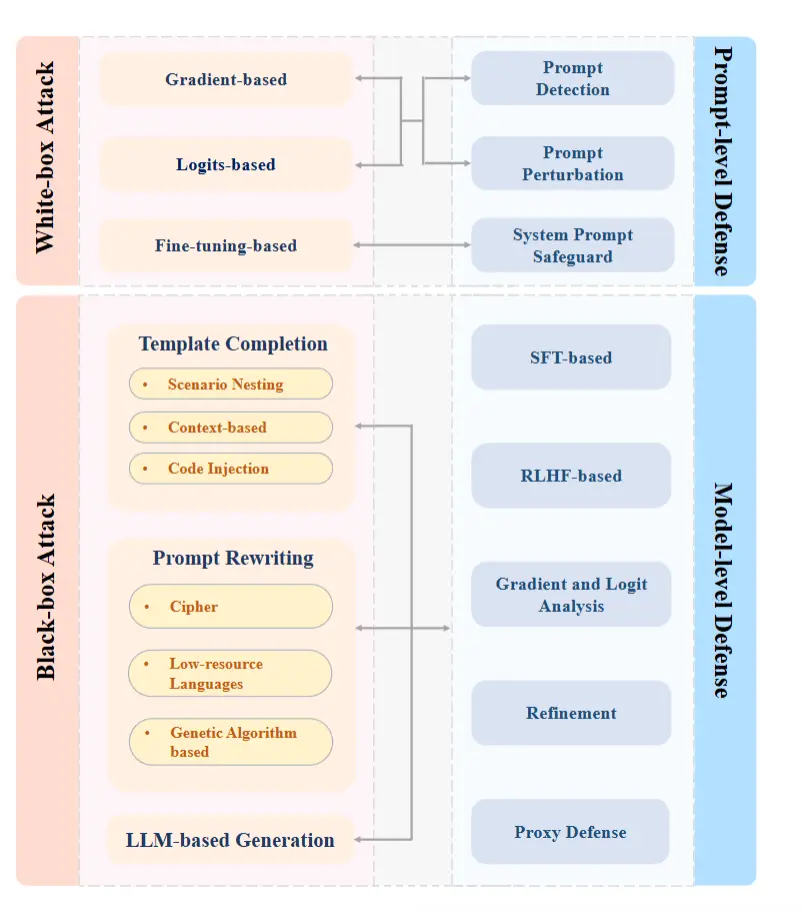 White-box Attack
Gradient-based
Logits-based
Fine-tuning-based
Prompt
Detection
Prompt
Perturbation
System Prompt
Safeguard
Prompt-level Defense
Black-box Attack
Template Completion
• Scenario Nesting
• Context-based
• Code Injection
Prompt Rewriting
• Cipher
• Low-resource
Languages
• Genetic Algorithm
based
LLM-based Generation
SFT-based
RLHF-based
Gradient and Logit
Analysis
Refinement
Proxy Defense
Model-level Defense